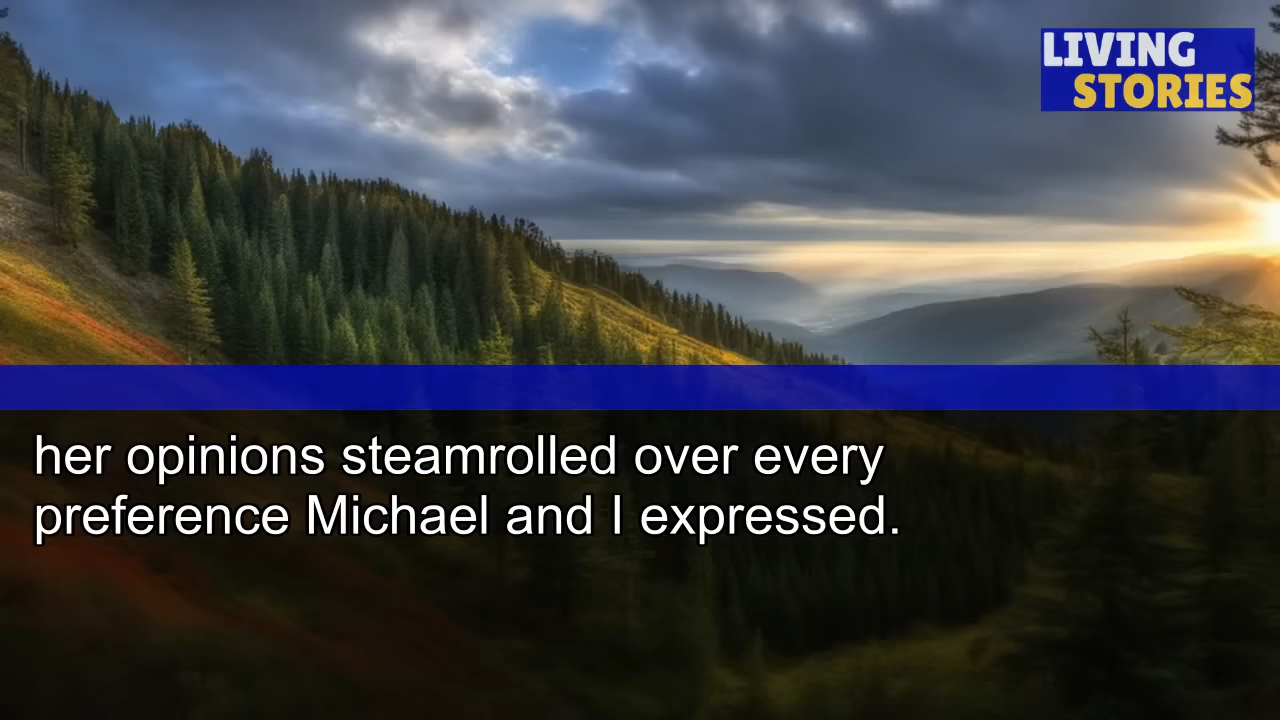 LIVING
STORIES
her opinions steamrolled over every
preference Michael and I expressed.